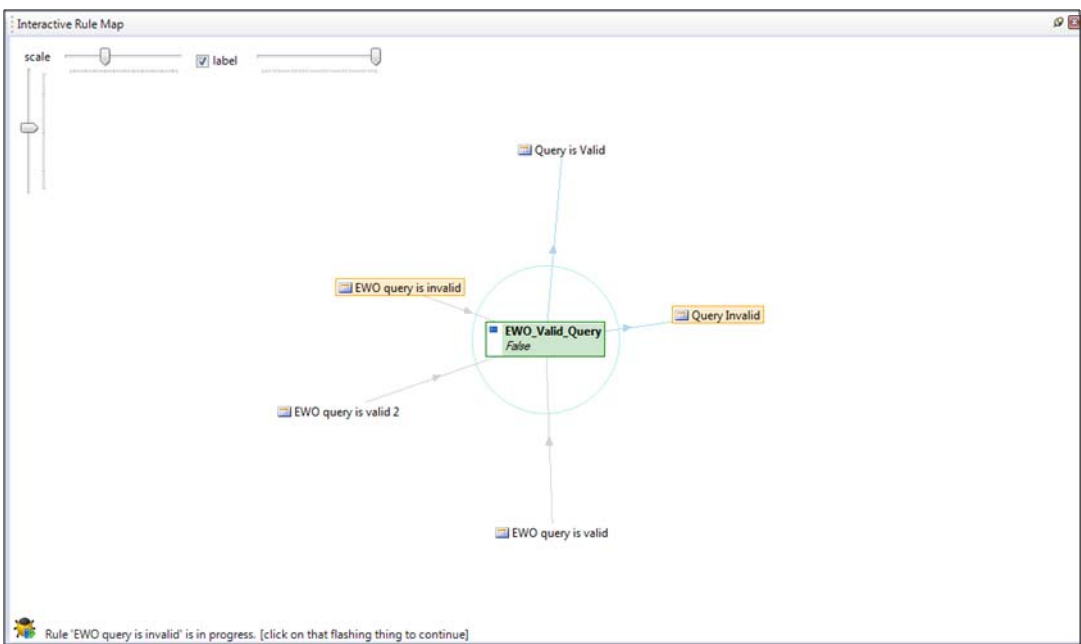 Interactive Rule Map
scale
label
Query is Valid
EWO query is invalid
Query Invalid
EWO_Valid_Query
False
EWO query is valid 2
EWO query is valid
Rule 'EWO query is invalid' is in progress. [click on that flashing thing to continue]